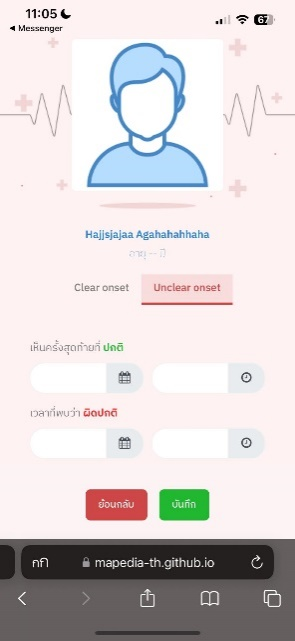 11:05
67
◀ Messenger
Hajjsjajaa Agahahahhaha
อายุ -- ปี
Clear onset
Unclear onset
เห็นครั้งสุดท้ายที่ ปกติ
เวลาที่พบว่า ผิดปกติ
ย้อนกลับ
บันทึก
กก
mapedia-th.github.io